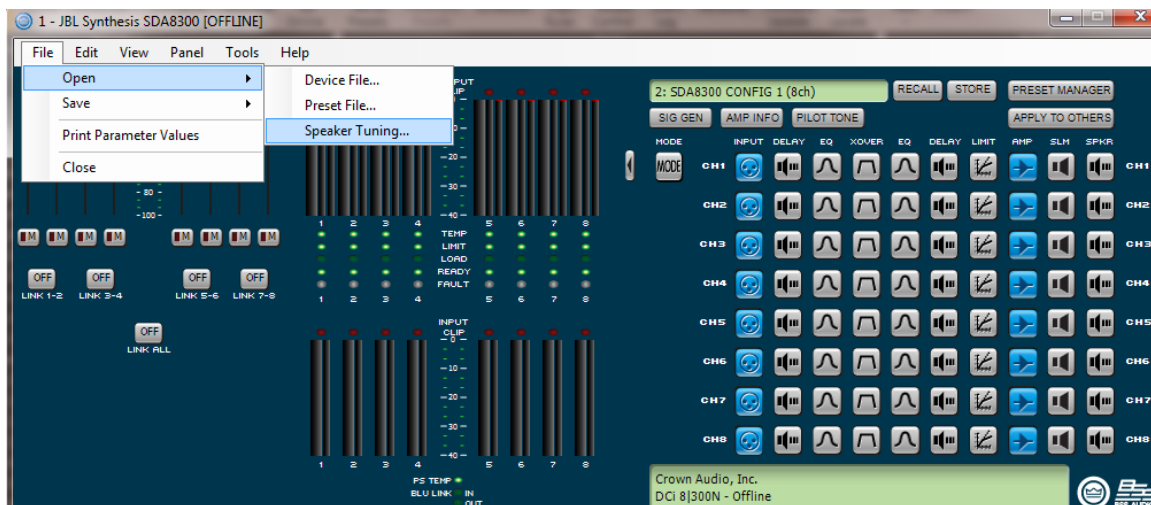 1 - JBL Synthesis SDA8300 [OFFLINE]
File Edit View Panel Tools Help
Open
Save
Print Parameter Values
Close
Device File...
Preset File...
Speaker Tuning...
-80-
-100-
M M M M M M M M
OFF OFF OFF OFF
LINK 1-2 LINK 3-4 LINK 5-6 LINK 7-8
OFF
LINK ALL
-20-
-30-
-40-
1 2 3 4 5 6 7 8
TEMP
LIMIT
LOAD
READY
FAULT
1 2 3 4 5 6 7 8
INPUT
CLIP
-0-
-10-
-20-
-30-
-40-
1 2 3 4 5 6 7 8
PS TEMP
BLU LINK IN
OUT
2: SDA8300 CONFIG 1 (8ch) RECALL STORE PRESET MANAGER
SIG GEN AMP INFO PILOT TONE APPLY TO OTHERS
MODE INPUT DELAY EQ XOVER EQ DELAY LIMIT AMP SLM SPKR
MODE CH1 CH1
CH2 CH2
CH3 CH3
CH4 CH4
CH5 CH5
CH6 CH6
CH7 CH7
CH8 CH8
Crown Audio, Inc.
DCi 8|300N - Offline
BSS AUDIO